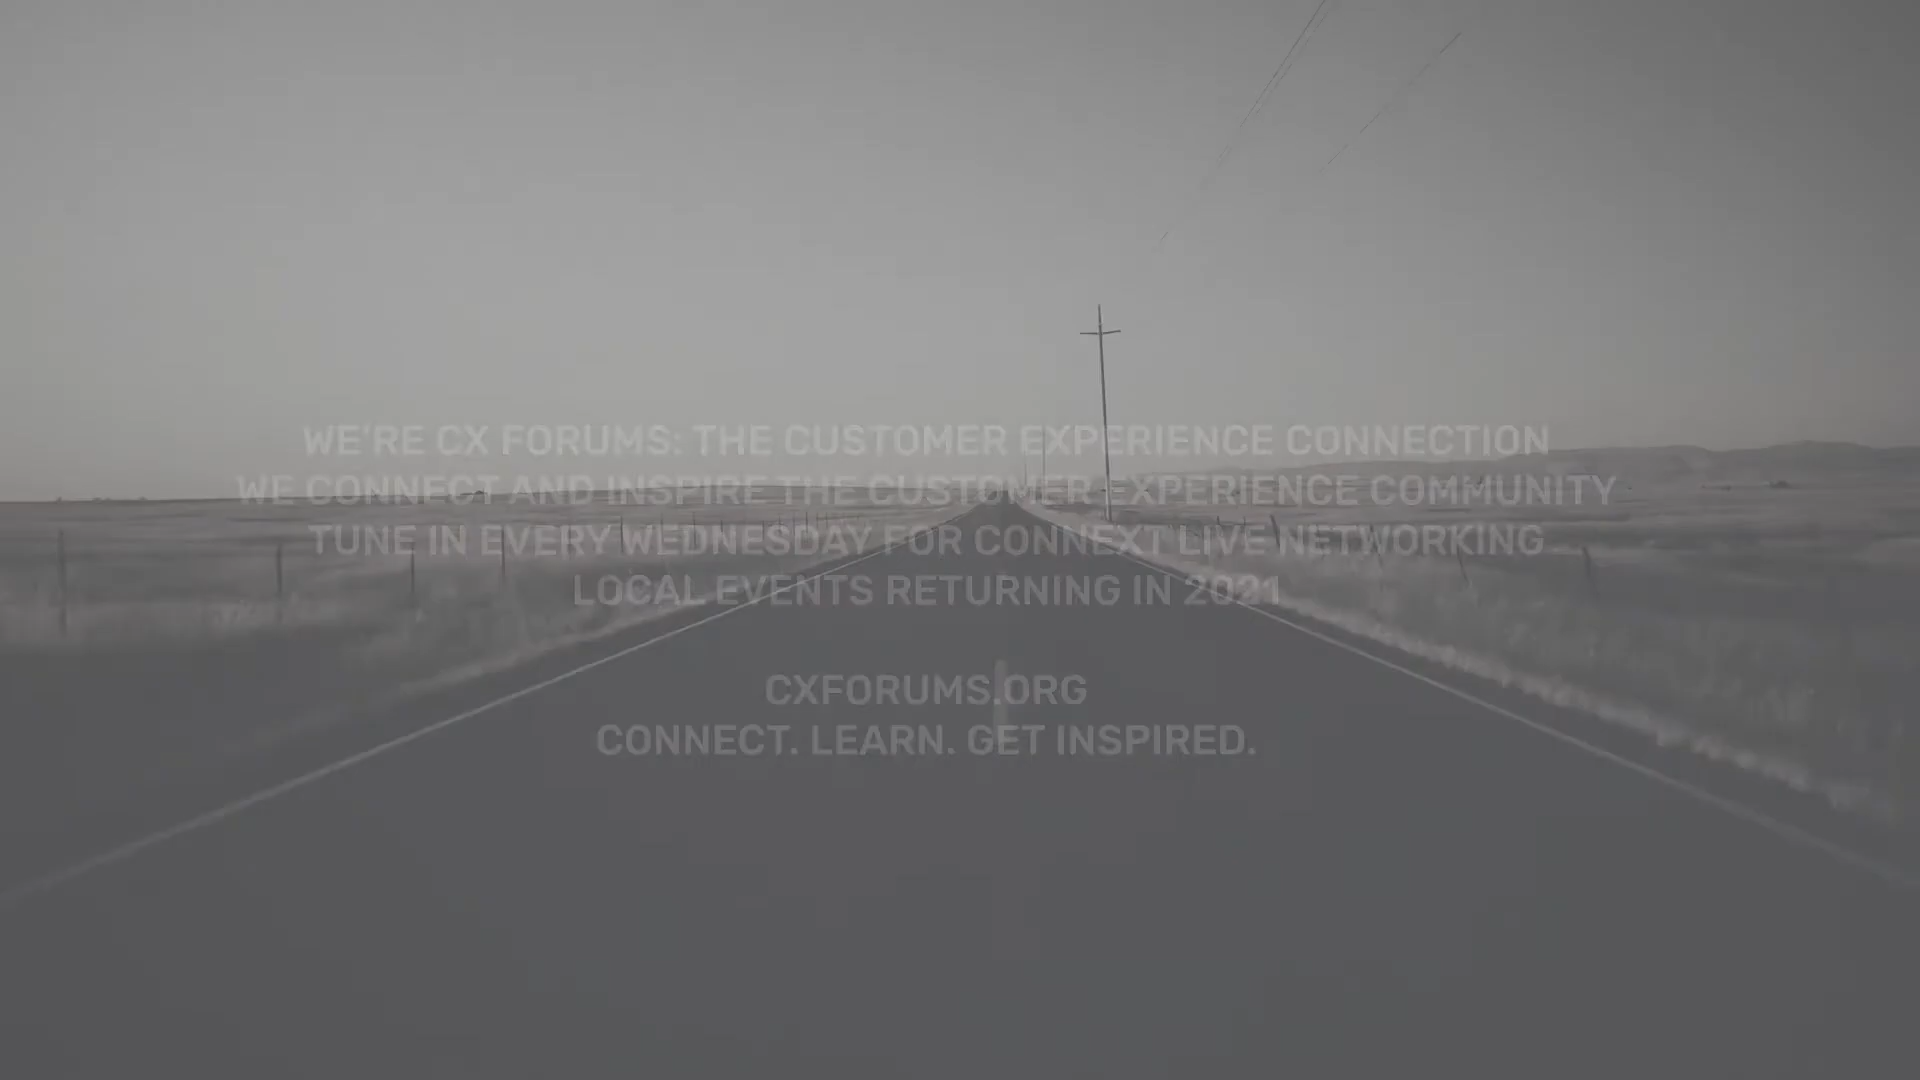 WE'RE CX FORUMS: THE CUSTOMER EXPERIENCE CONNECTION
WE CONNECT AND INSPIRE THE CUSTOMER EXPERIENCE COMMUNITY
TUNE IN EVERY WEDNESDAY FOR CONNEXT LIVE NETWORKING
LOCAL EVENTS RETURNING IN 2021
CXFORUMS.ORG
CONNECT. LEARN. GET INSPIRED.